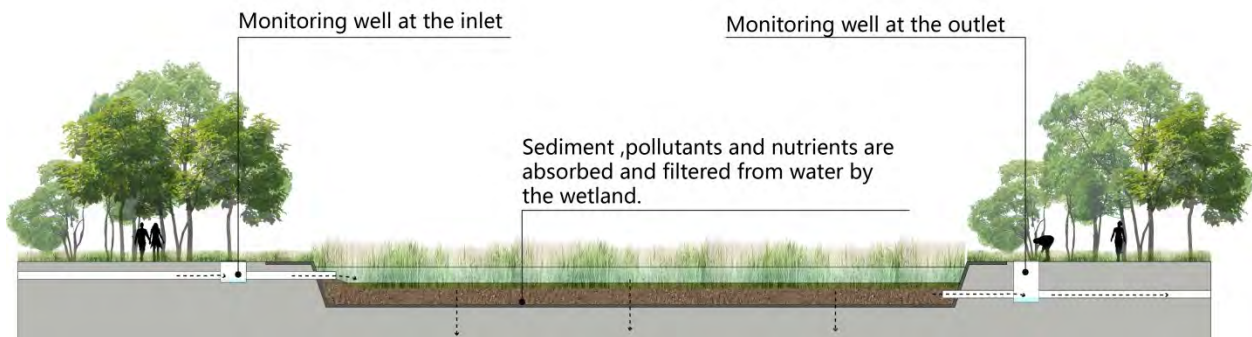 Monitoring well at the inlet
Monitoring well at the outlet
Sediment ,pollutants and nutrients are
absorbed and filtered from water by
the wetland.